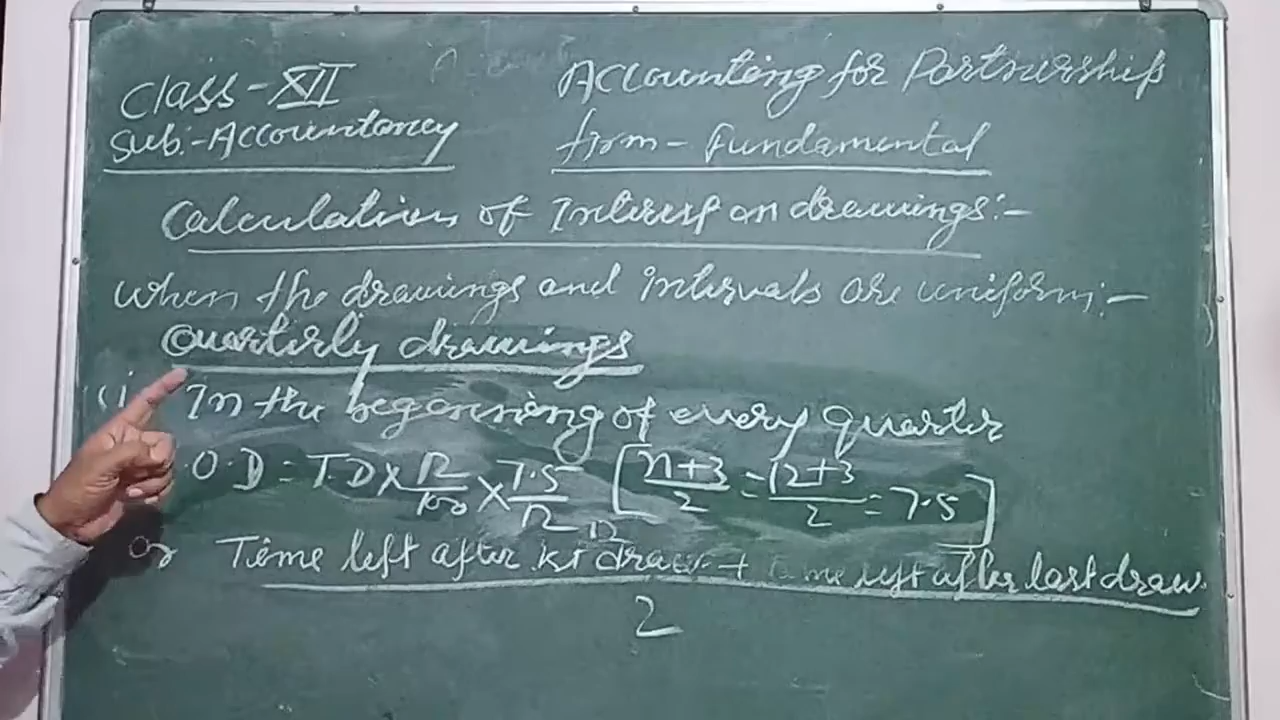 Class-XII
Sub:-Accountancy
Accounting for Partnership
firm - Fundamental
Calculation of Interest on drawings:-
When the drawings and Intervals are uniform:-
Quarterly drawings
(i) In the beginning of every quarter
O.D = T.D × 12/100 × 7.5/12 [n+3/2 = 12+3/2 = 7.5]
12
or Time left after 1st draw. + Time left after last draw.
2